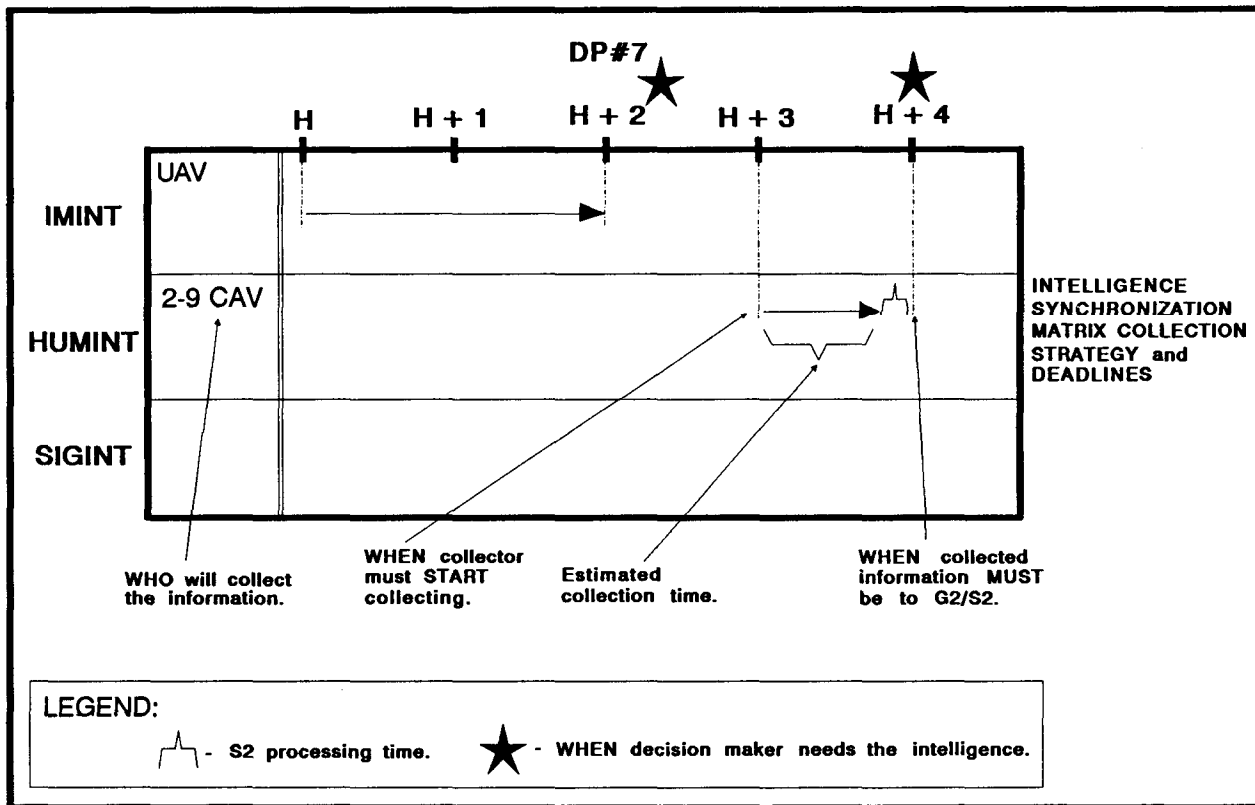 DP#7
H
H + 1
H + 2
H + 3
H + 4
UAV
IMINT
2-9 CAV
HUMINT
SIGINT
INTELLIGENCE
SYNCHRONIZATION
MATRIX COLLECTION
STRATEGY and
DEADLINES
WHO will collect
the information.
WHEN collector
must START
collecting.
Estimated
collection time.
WHEN collected
information MUST
be to G2/S2.
LEGEND:
- S2 processing time.
- WHEN decision maker needs the intelligence.